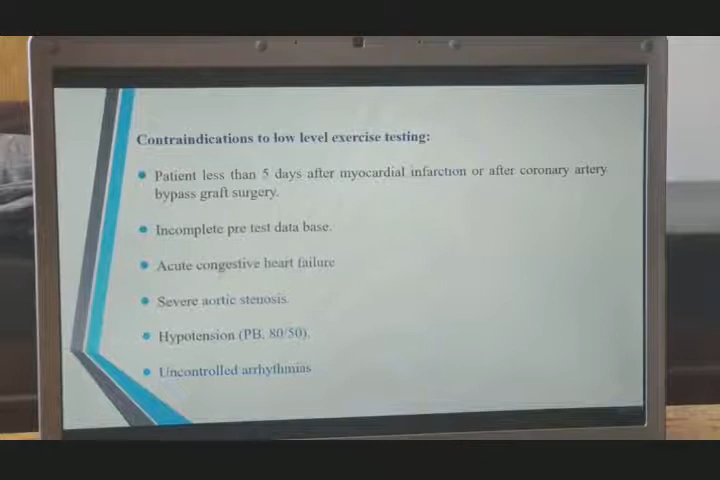 Contraindications to low level exercise testing:
Patient less than 5 days after myocardial infarction or after coronary artery
bypass graft surgery.
Incomplete pre test data base.
Acute congestive heart failure
Severe aortic stenosis.
Hypotension (PB, 80/50).
Uncontrolled arrhythmias